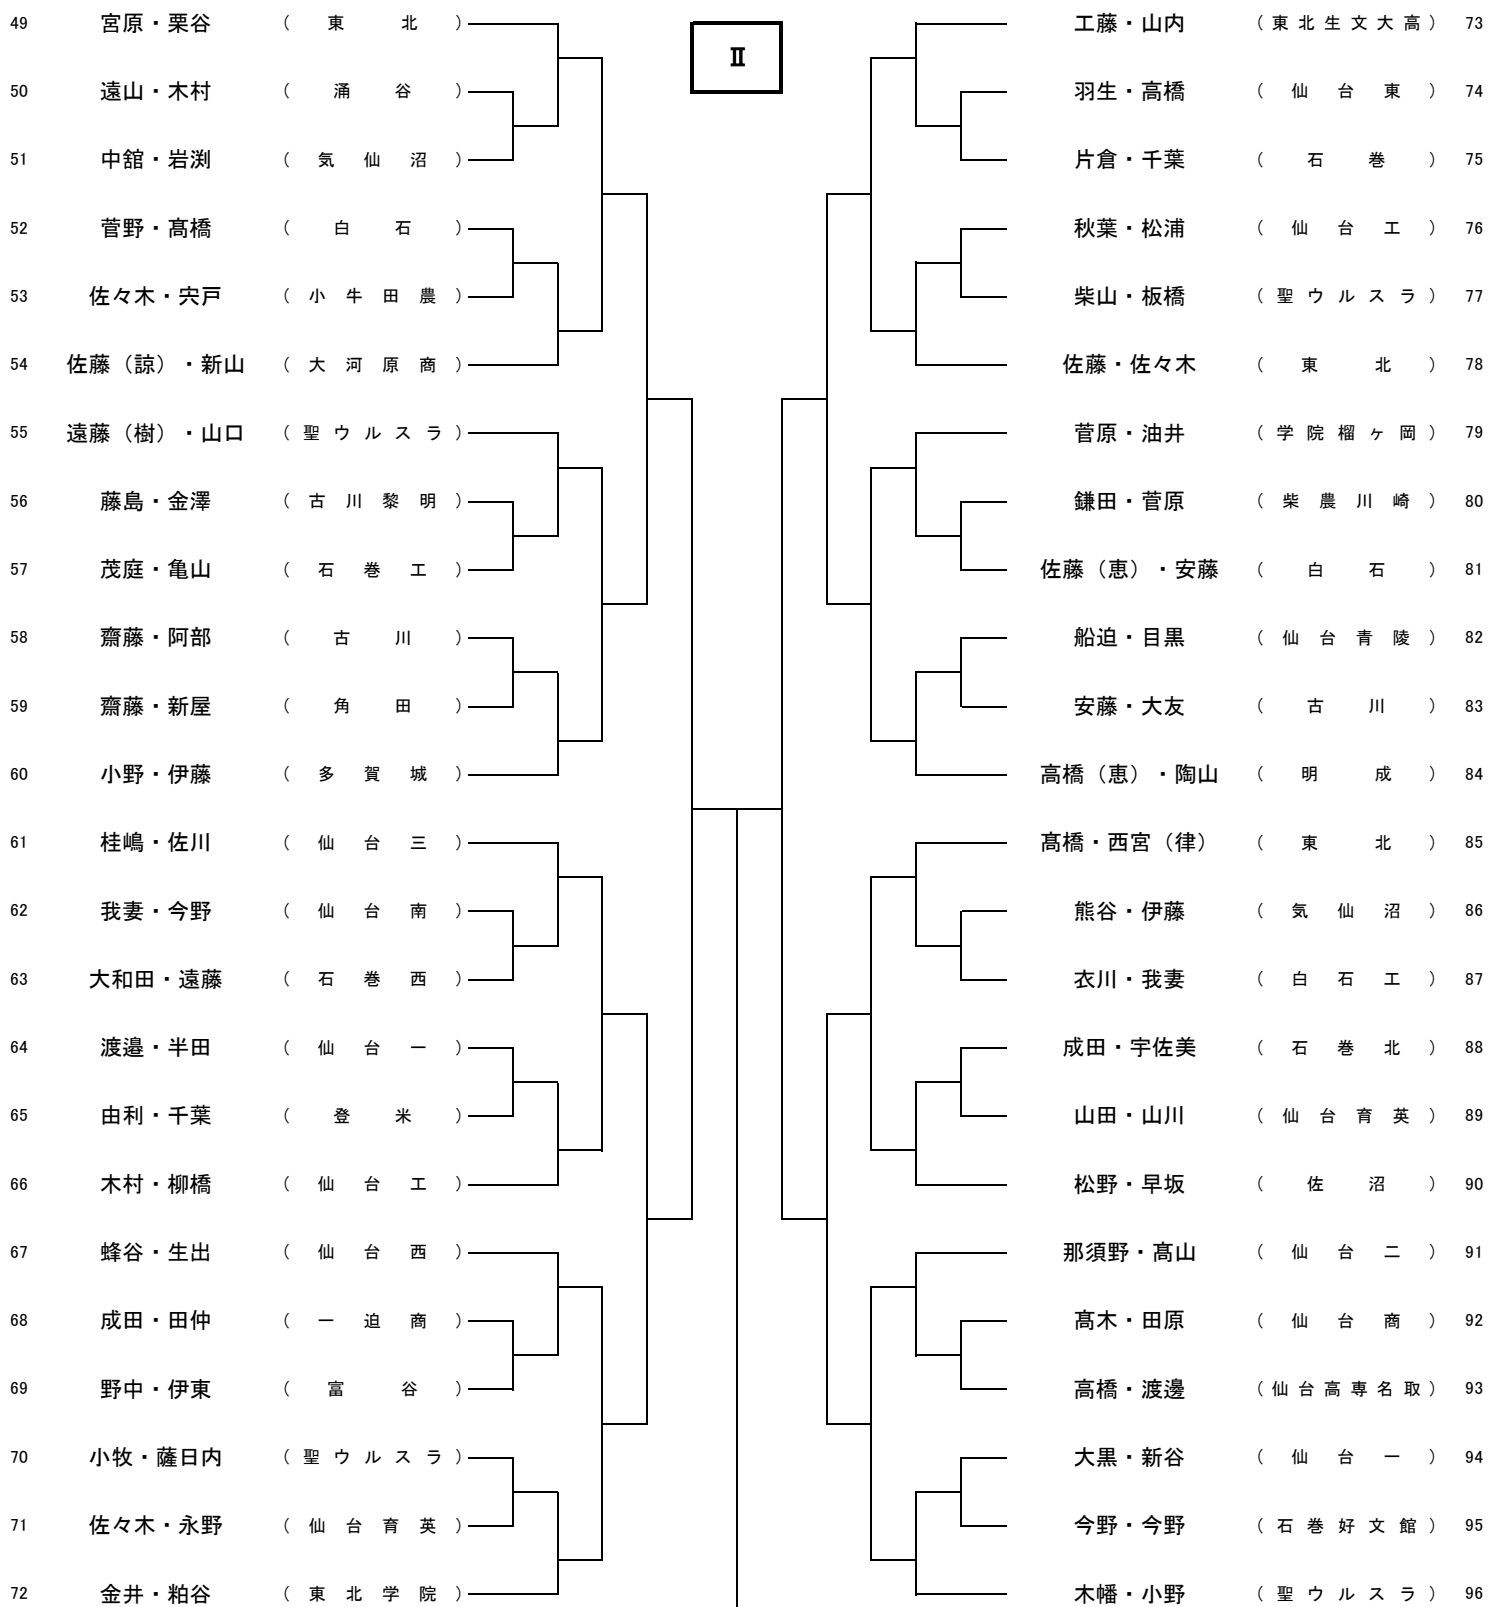 Ⅱ
49 宮原・栗谷 （東北）
50 遠山・木村 （涌谷）
51 中舘・岩渕 （気仙沼）
52 菅野・髙橋 （白石）
53 佐々木・宍戸 （小牛田農）
54 佐藤（諒）・新山 （大河原商）
55 遠藤（樹）・山口 （聖ウルスラ）
56 藤島・金澤 （古川黎明）
57 茂庭・亀山 （石巻工）
58 齋藤・阿部 （古川）
59 齋藤・新屋 （角田）
60 小野・伊藤 （多賀城）
61 桂嶋・佐川 （仙台三）
62 我妻・今野 （仙台南）
63 大和田・遠藤 （石巻西）
64 渡邉・半田 （仙台一）
65 由利・千葉 （登米）
66 木村・柳橋 （仙台工）
67 蜂谷・生出 （仙台西）
68 成田・田仲 （一迫商）
69 野中・伊東 （富谷）
70 小牧・薩日内 （聖ウルスラ）
71 佐々木・永野 （仙台育英）
72 金井・粕谷 （東北学院）
工藤・山内 （東北生文大高） 73
羽生・高橋 （仙台東） 74
片倉・千葉 （石巻） 75
秋葉・松浦 （仙台工） 76
柴山・板橋 （聖ウルスラ） 77
佐藤・佐々木 （東北） 78
菅原・油井 （学院榴ヶ岡） 79
鎌田・菅原 （柴農川崎） 80
佐藤（恵）・安藤 （白石） 81
船迫・目黒 （仙台青陵） 82
安藤・大友 （古川） 83
高橋（恵）・陶山 （明成） 84
髙橋・西宮（律） （東北） 85
熊谷・伊藤 （気仙沼） 86
衣川・我妻 （白石工） 87
成田・宇佐美 （石巻北） 88
山田・山川 （仙台育英） 89
松野・早坂 （佐沼） 90
那須野・髙山 （仙台二） 91
髙木・田原 （仙台商） 92
高橋・渡邊 （仙台高専名取） 93
大黒・新谷 （仙台一） 94
今野・今野 （石巻好文館） 95
木幡・小野 （聖ウルスラ） 96